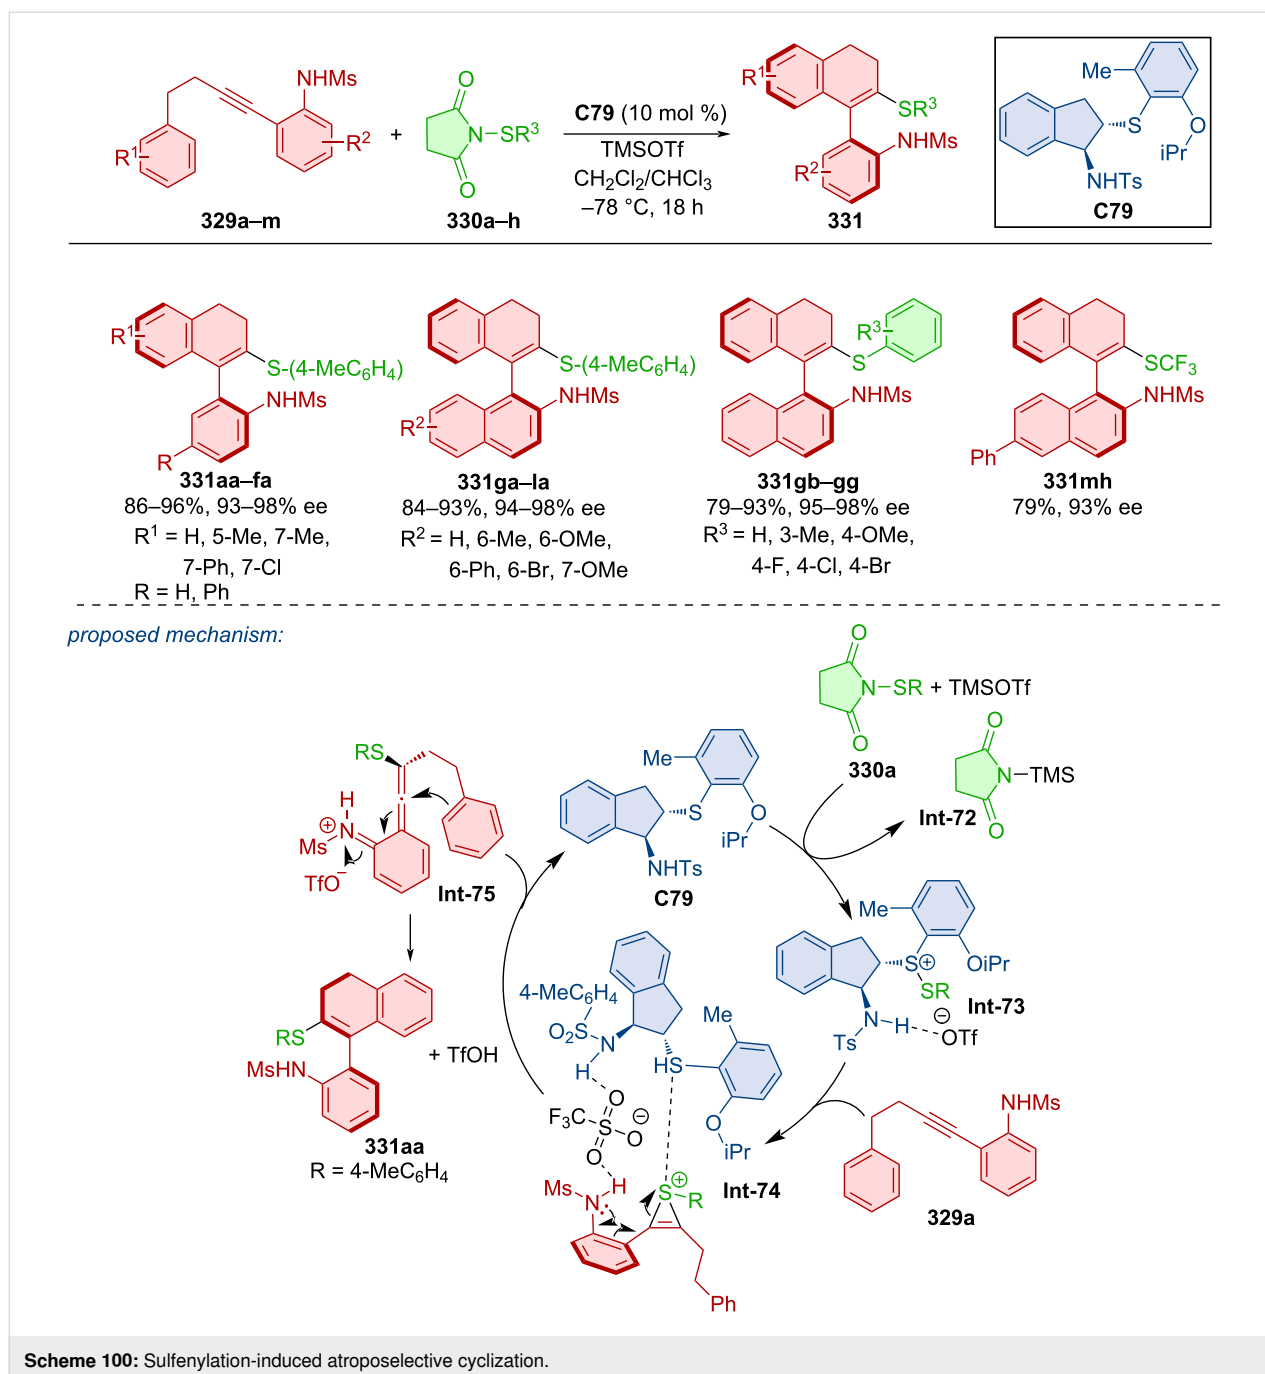 NHMs
R¹
R²
329a–m
+
O
N
SR³
O
330a–h
C79 (10 mol %)
TMSOTf
CH₂Cl₂/CHCl₃
–78 °C, 18 h
R¹
SR³
NHMs
R²
331
Me
S
O
iPr
NHTs
C79
R¹
S-(4-MeC₆H₄)
NHMs
R
331aa–fa
86–96%, 93–98% ee
R¹ = H, 5-Me, 7-Me,
7-Ph, 7-Cl
R = H, Ph
S-(4-MeC₆H₄)
NHMs
R²
331ga–la
84–93%, 94–98% ee
R² = H, 6-Me, 6-OMe,
6-Ph, 6-Br, 7-OMe
R³
S
NHMs
331gb–gg
79–93%, 95–98% ee
R³ = H, 3-Me, 4-OMe,
4-F, 4-Cl, 4-Br
SCF₃
NHMs
Ph
331mh
79%, 93% ee
proposed mechanism:
O
N
SR + TMSOTf
O
330a
O
N
TMS
O
Int-72
RS
H
N
⊕
Ms
TfO⁻
Int-75
Me
S
O
iPr
NHTs
C79
Me
S⊕
OiPr
SR
N
H
Ts
⊖
OTf
Int-73
4-MeC₆H₄
S
O₂
N
H
Me
HS
O
iPr
F₃C
O
S
O
⊖
O
Int-74
Ms
H
N
S⊕
R
Ph
NHMs
329a
RS
MsHN
+ TfOH
331aa
R = 4-MeC₆H₄
Scheme 100: Sulfenylation-induced atroposelective cyclization.